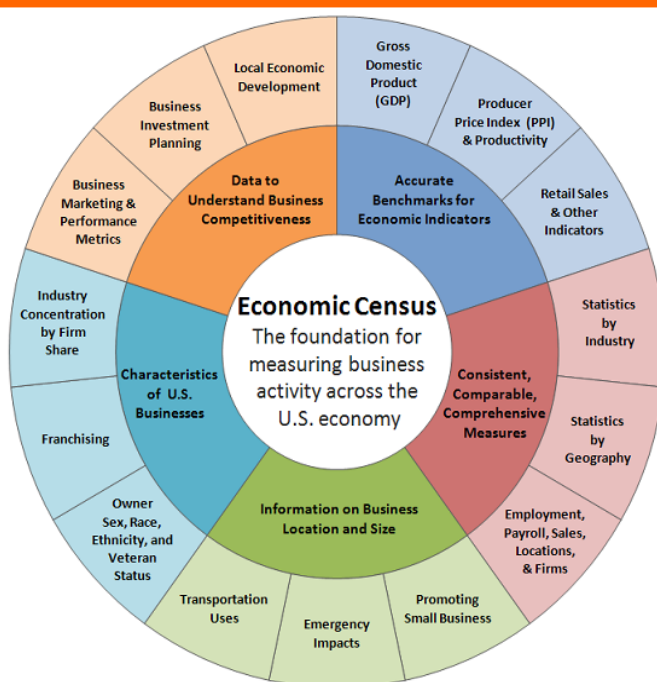 Economic Census
The foundation for
measuring business
activity across the
U.S. economy
Accurate
Benchmarks for
Economic Indicators
Gross
Domestic
Product
(GDP)
Producer
Price Index (PPI)
& Productivity
Retail Sales
& Other
Indicators
Consistent,
Comparable,
Comprehensive
Measures
Statistics
by
Industry
Statistics
by
Geography
Employment,
Payroll, Sales,
Locations,
& Firms
Information on Business
Location and Size
Promoting
Small Business
Emergency
Impacts
Transportation
Uses
Characteristics
of U.S.
Businesses
Owner
Sex, Race,
Ethnicity, and
Veteran
Status
Franchising
Industry
Concentration
by Firm
Share
Data to
Understand Business
Competitiveness
Business
Marketing &
Performance
Metrics
Business
Investment
Planning
Local Economic
Development